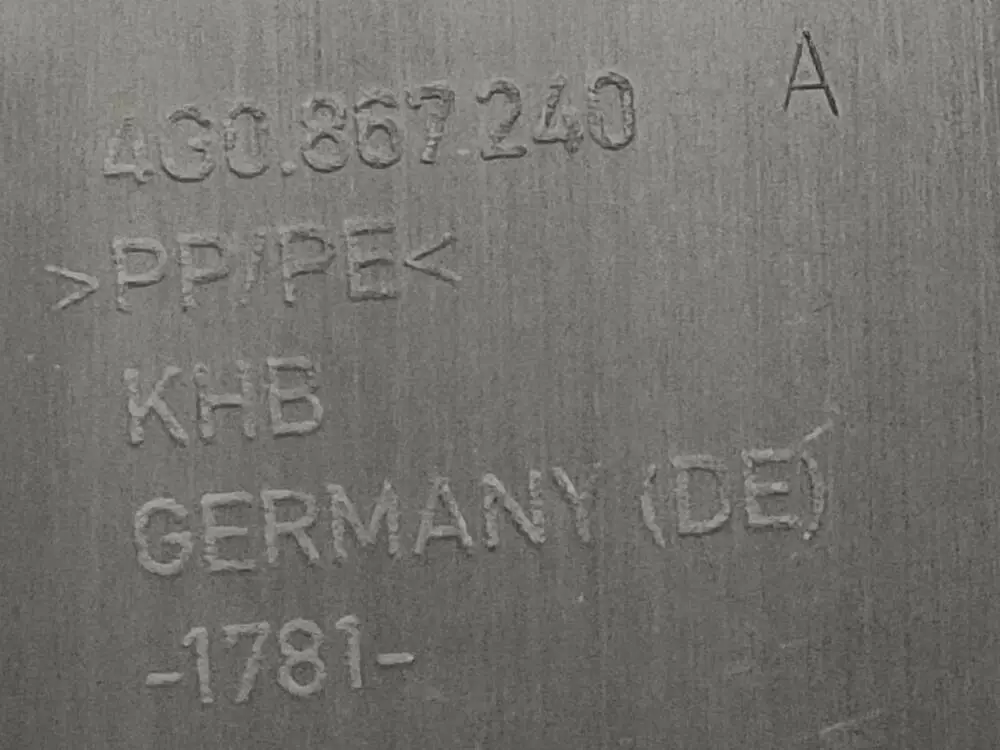 4G0.867.240 A
>PP/PE<
KHB
GERMANY (DE)
-1781-